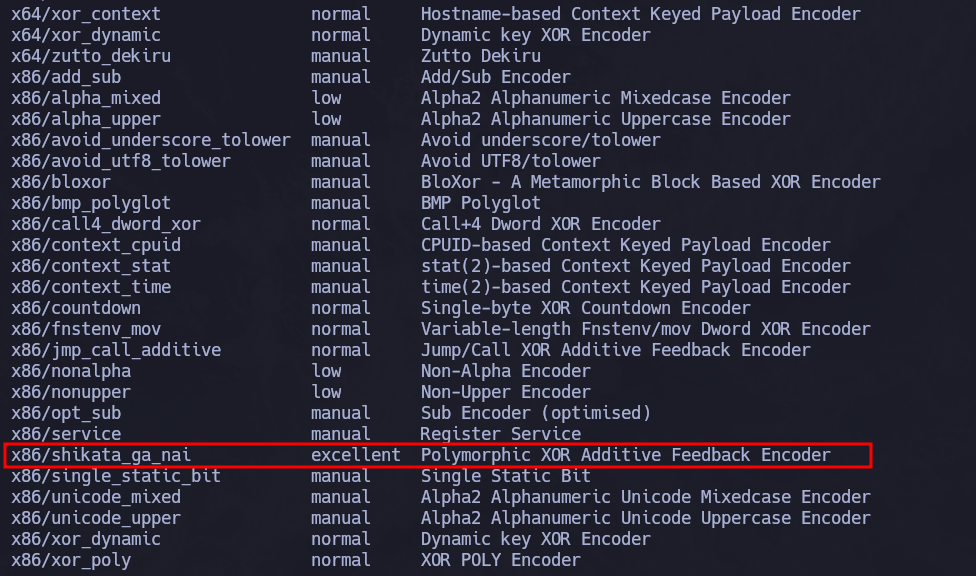 x64/xor_context normal Hostname-based Context Keyed Payload Encoder
x64/xor_dynamic normal Dynamic key XOR Encoder
x64/zutto_dekiru manual Zutto Dekiru
x86/add_sub manual Add/Sub Encoder
x86/alpha_mixed low Alpha2 Alphanumeric Mixedcase Encoder
x86/alpha_upper low Alpha2 Alphanumeric Uppercase Encoder
x86/avoid_underscore_tolower manual Avoid underscore/tolower
x86/avoid_utf8_tolower manual Avoid UTF8/tolower
x86/bloxor manual BloXor - A Metamorphic Block Based XOR Encoder
x86/bmp_polyglot manual BMP Polyglot
x86/call4_dword_xor normal Call+4 Dword XOR Encoder
x86/context_cpuid manual CPUID-based Context Keyed Payload Encoder
x86/context_stat manual stat(2)-based Context Keyed Payload Encoder
x86/context_time manual time(2)-based Context Keyed Payload Encoder
x86/countdown normal Single-byte XOR Countdown Encoder
x86/fnstenv_mov normal Variable-length Fnstenv/mov Dword XOR Encoder
x86/jmp_call_additive normal Jump/Call XOR Additive Feedback Encoder
x86/nonalpha low Non-Alpha Encoder
x86/nonupper low Non-Upper Encoder
x86/opt_sub manual Sub Encoder (optimised)
x86/service manual Register Service
x86/shikata_ga_nai excellent Polymorphic XOR Additive Feedback Encoder
x86/single_static_bit manual Single Static Bit
x86/unicode_mixed manual Alpha2 Alphanumeric Unicode Mixedcase Encoder
x86/unicode_upper manual Alpha2 Alphanumeric Unicode Uppercase Encoder
x86/xor_dynamic normal Dynamic key XOR Encoder
x86/xor_poly normal XOR POLY Encoder